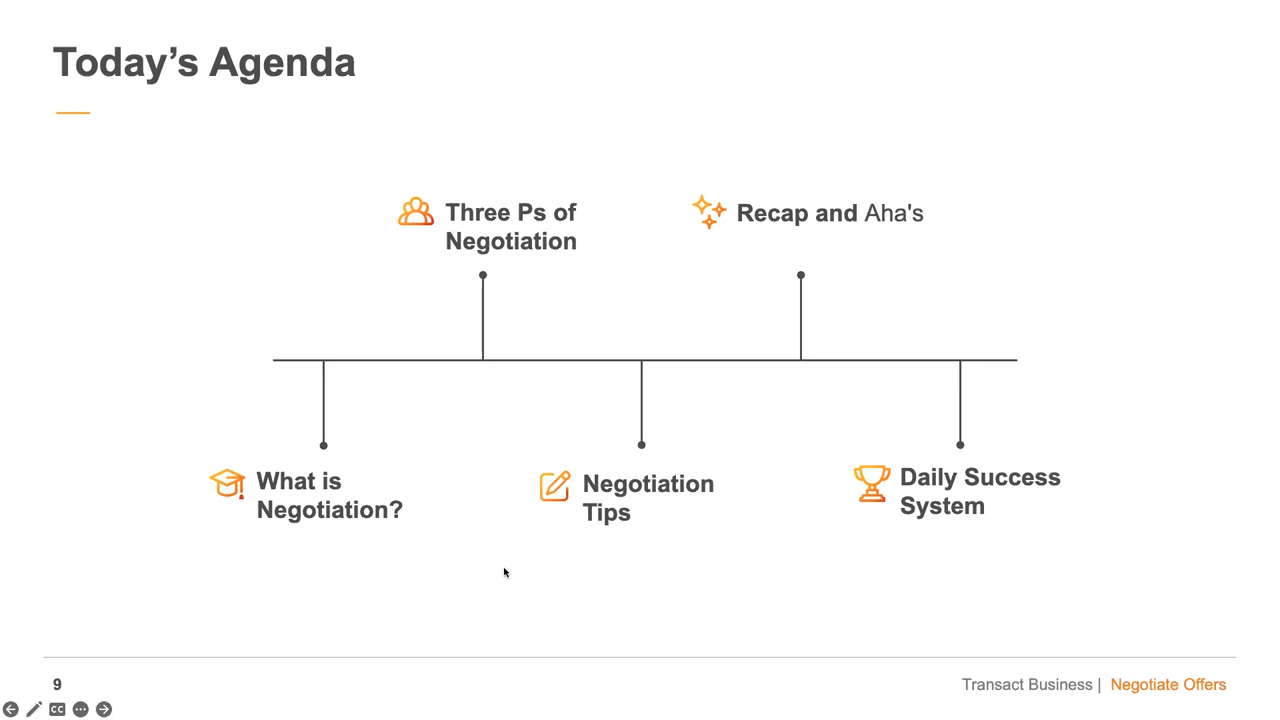 Today’s Agenda
Three Ps of
Negotiation
Recap and Aha's
What is
Negotiation?
Negotiation
Tips
Daily Success
System
9
Transact Business | Negotiate Offers
CC